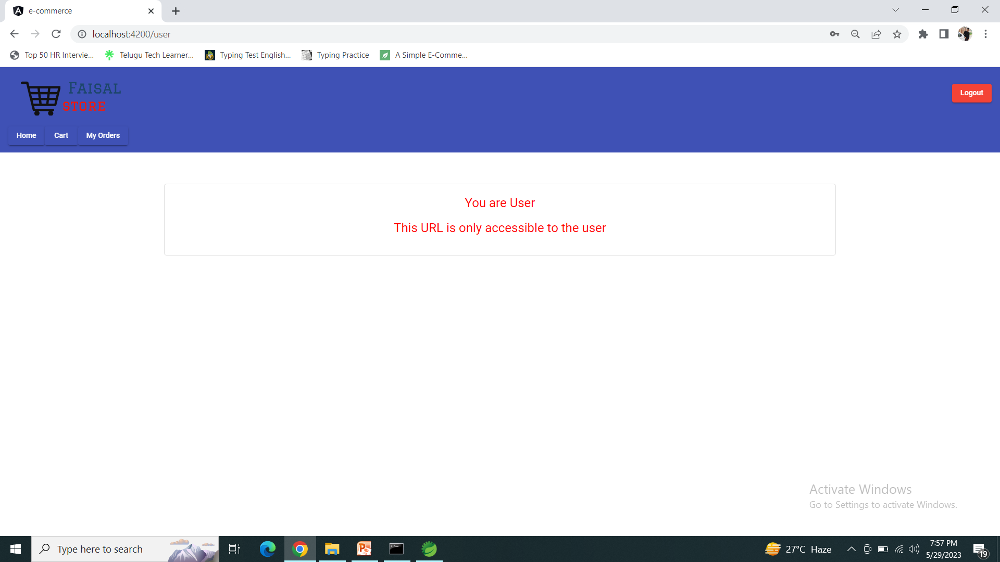 e-commerce
localhost:4200/user
Top 50 HR Intervie...
Telugu Tech Learner...
Typing Test English...
Typing Practice
A Simple E-Comme...
Faisal
store
Logout
Home
Cart
My Orders
You are User
This URL is only accessible to the user
Activate Windows
Go to Settings to activate Windows.
Type here to search
27°C Haze
7:57 PM
5/29/2023
19